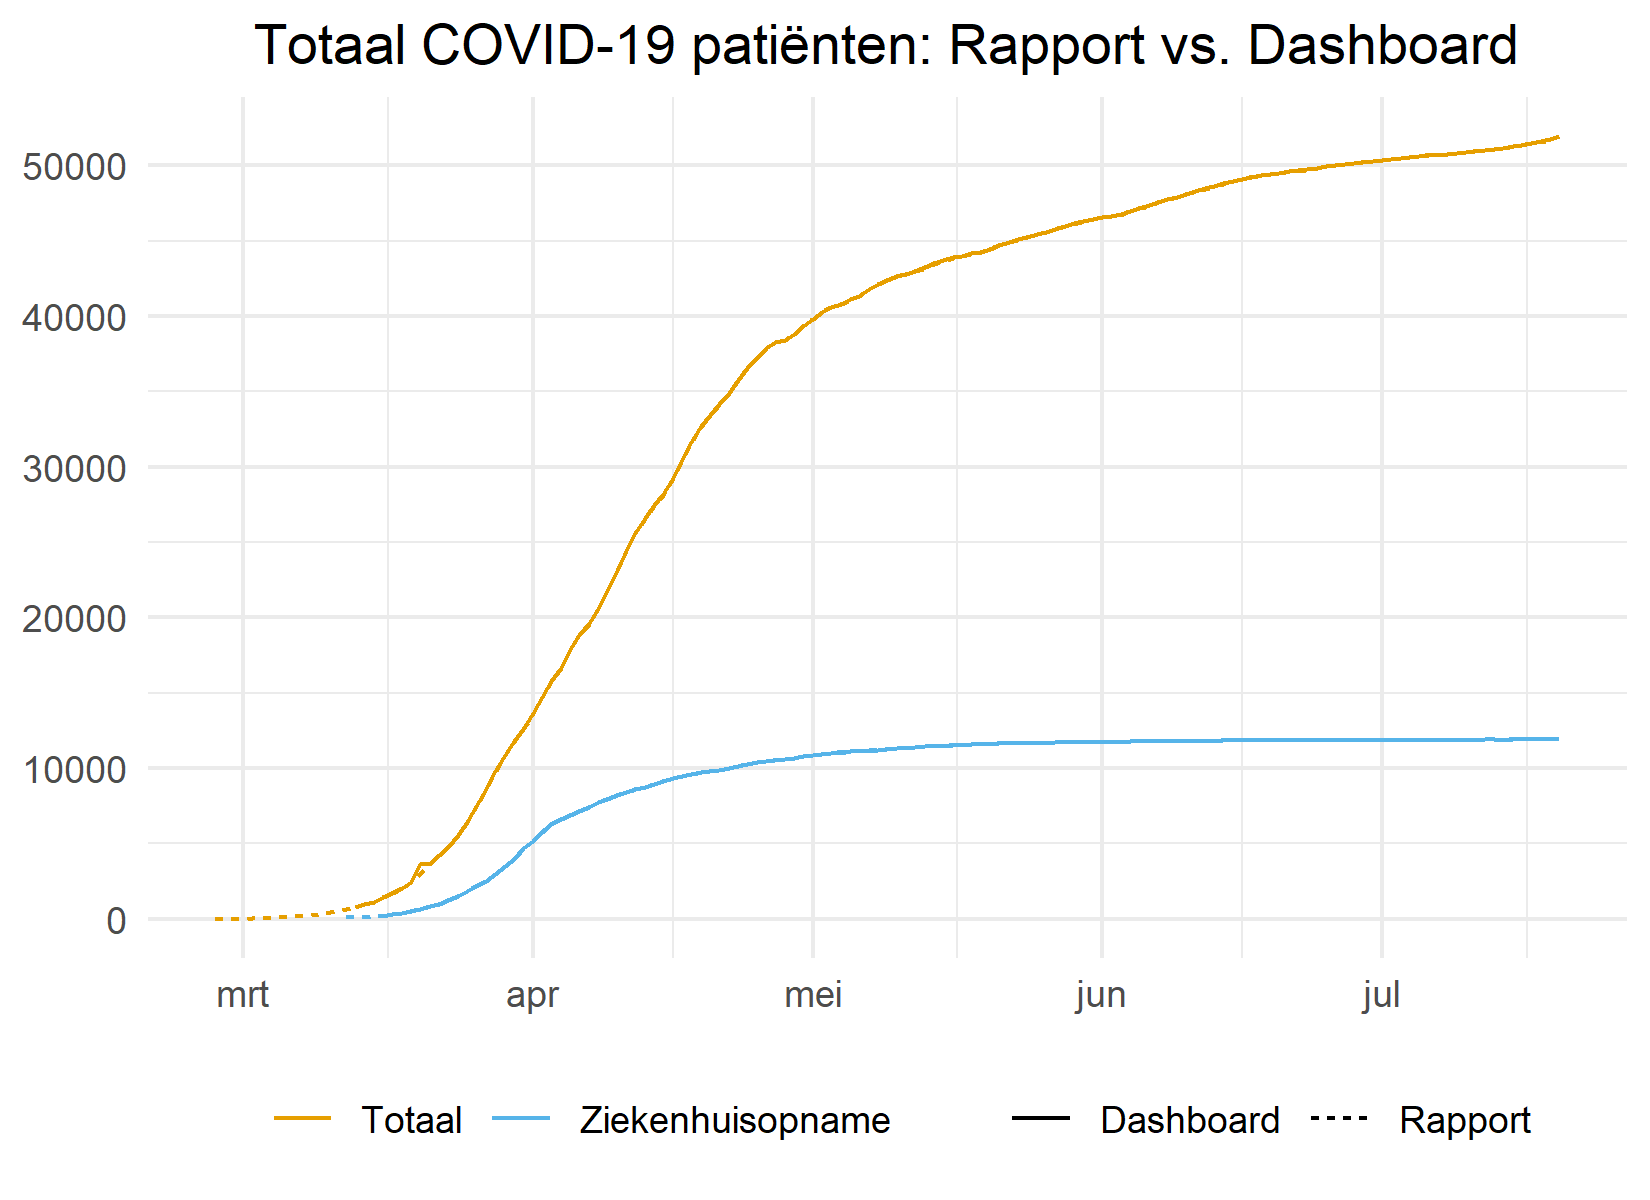 Totaal COVID-19 patiënten: Rapport vs. Dashboard
50000
40000
30000
20000
10000
0
mrt apr mei jun jul
Totaal Ziekenhuisopname Dashboard Rapport